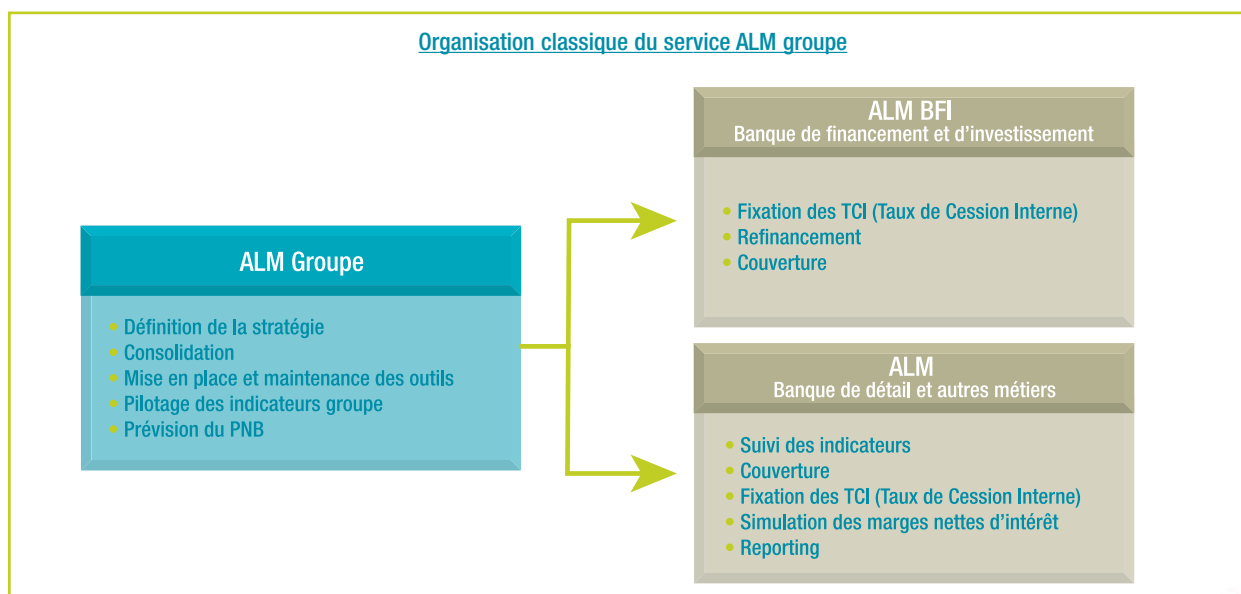 Organisation classique du service ALM groupe
ALM Groupe
• Définition de la stratégie
• Consolidation
• Mise en place et maintenance des outils
• Pilotage des indicateurs groupe
• Prévision du PNB
ALM BFI
Banque de financement et d’investissement
• Fixation des TCI (Taux de Cession Interne)
• Refinancement
• Couverture
ALM
Banque de détail et autres métiers
• Suivi des indicateurs
• Couverture
• Fixation des TCI (Taux de Cession Interne)
• Simulation des marges nettes d’intérêt
• Reporting